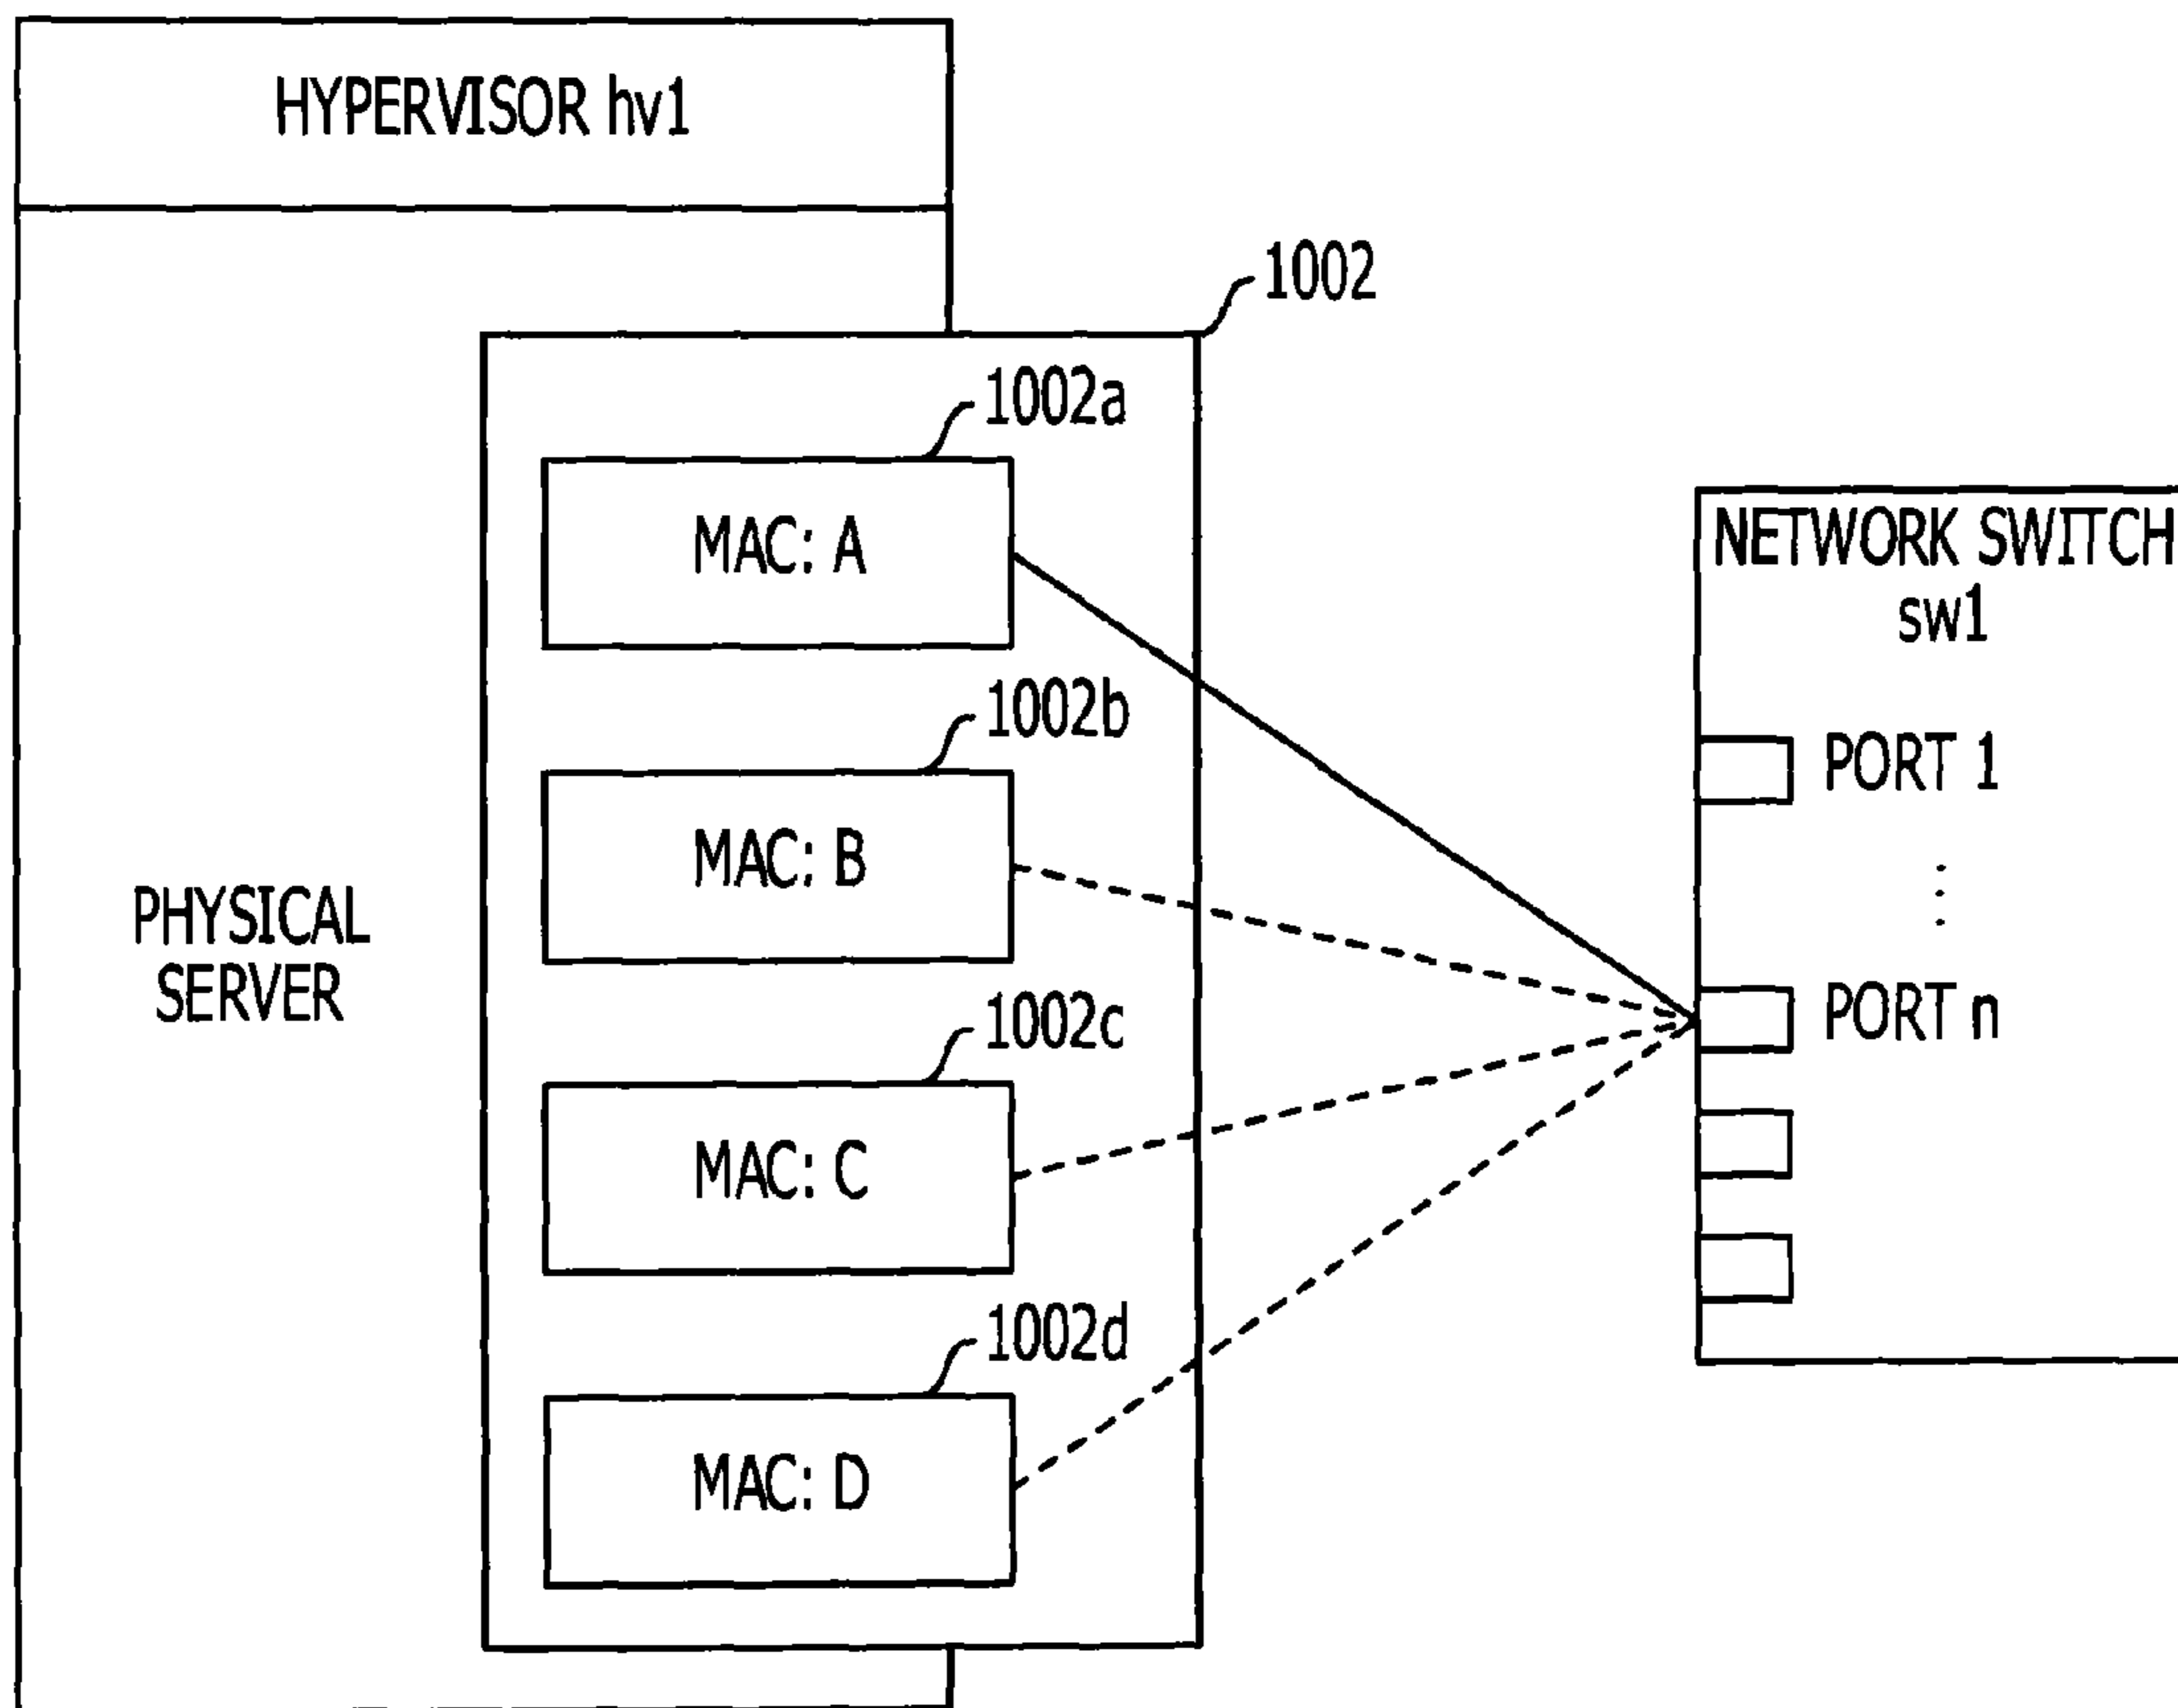 HYPERVISOR hv1
1002
1002a
MAC: A
NETWORK SWITCH
sw1
1002b
PORT 1
MAC: B
PHYSICAL
SERVER
PORT n
1002c
MAC: C
1002d
MAC: D